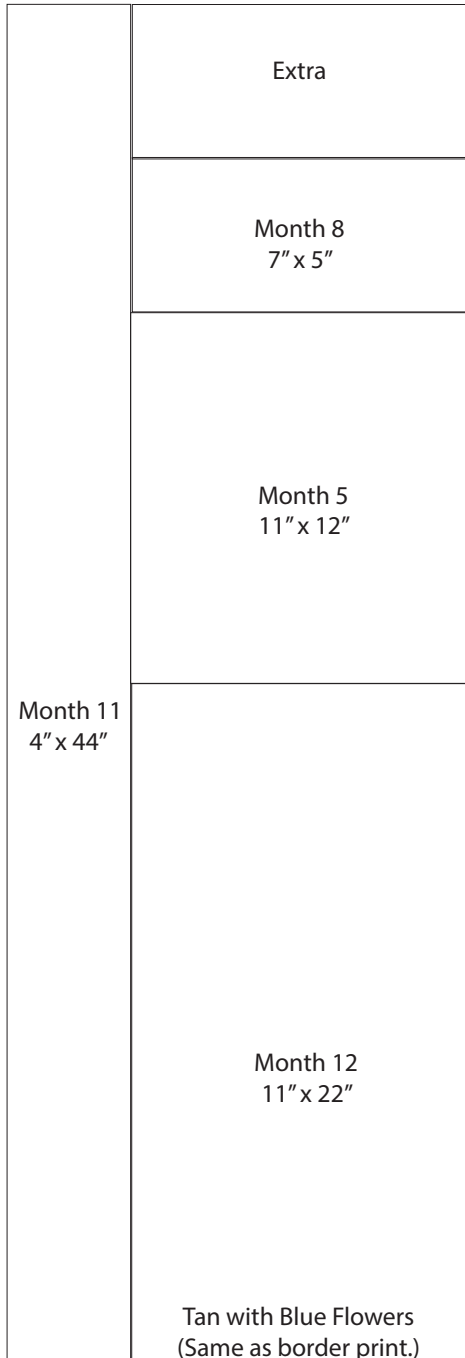 Extra
Month 8
7” x 5”
Month 5
11” x 12”
Month 11
4” x 44”
Month 12
11” x 22”
Tan with Blue Flowers
(Same as border print.)